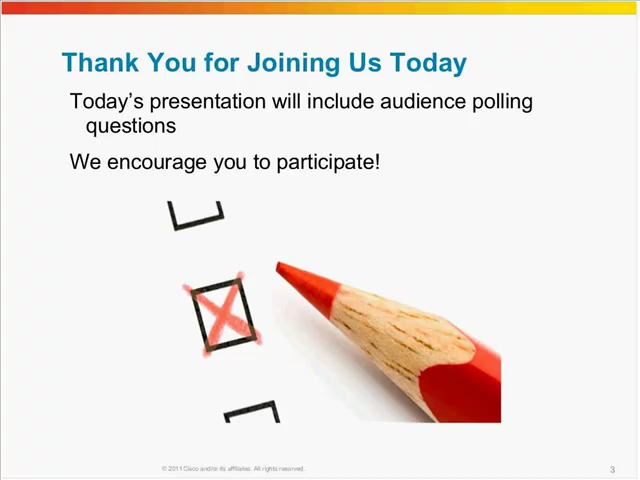 Thank You for Joining Us Today
Today's presentation will include audience polling
questions
We encourage you to participate!
© 2011 Cisco and/or its affiliates. All rights reserved.
3